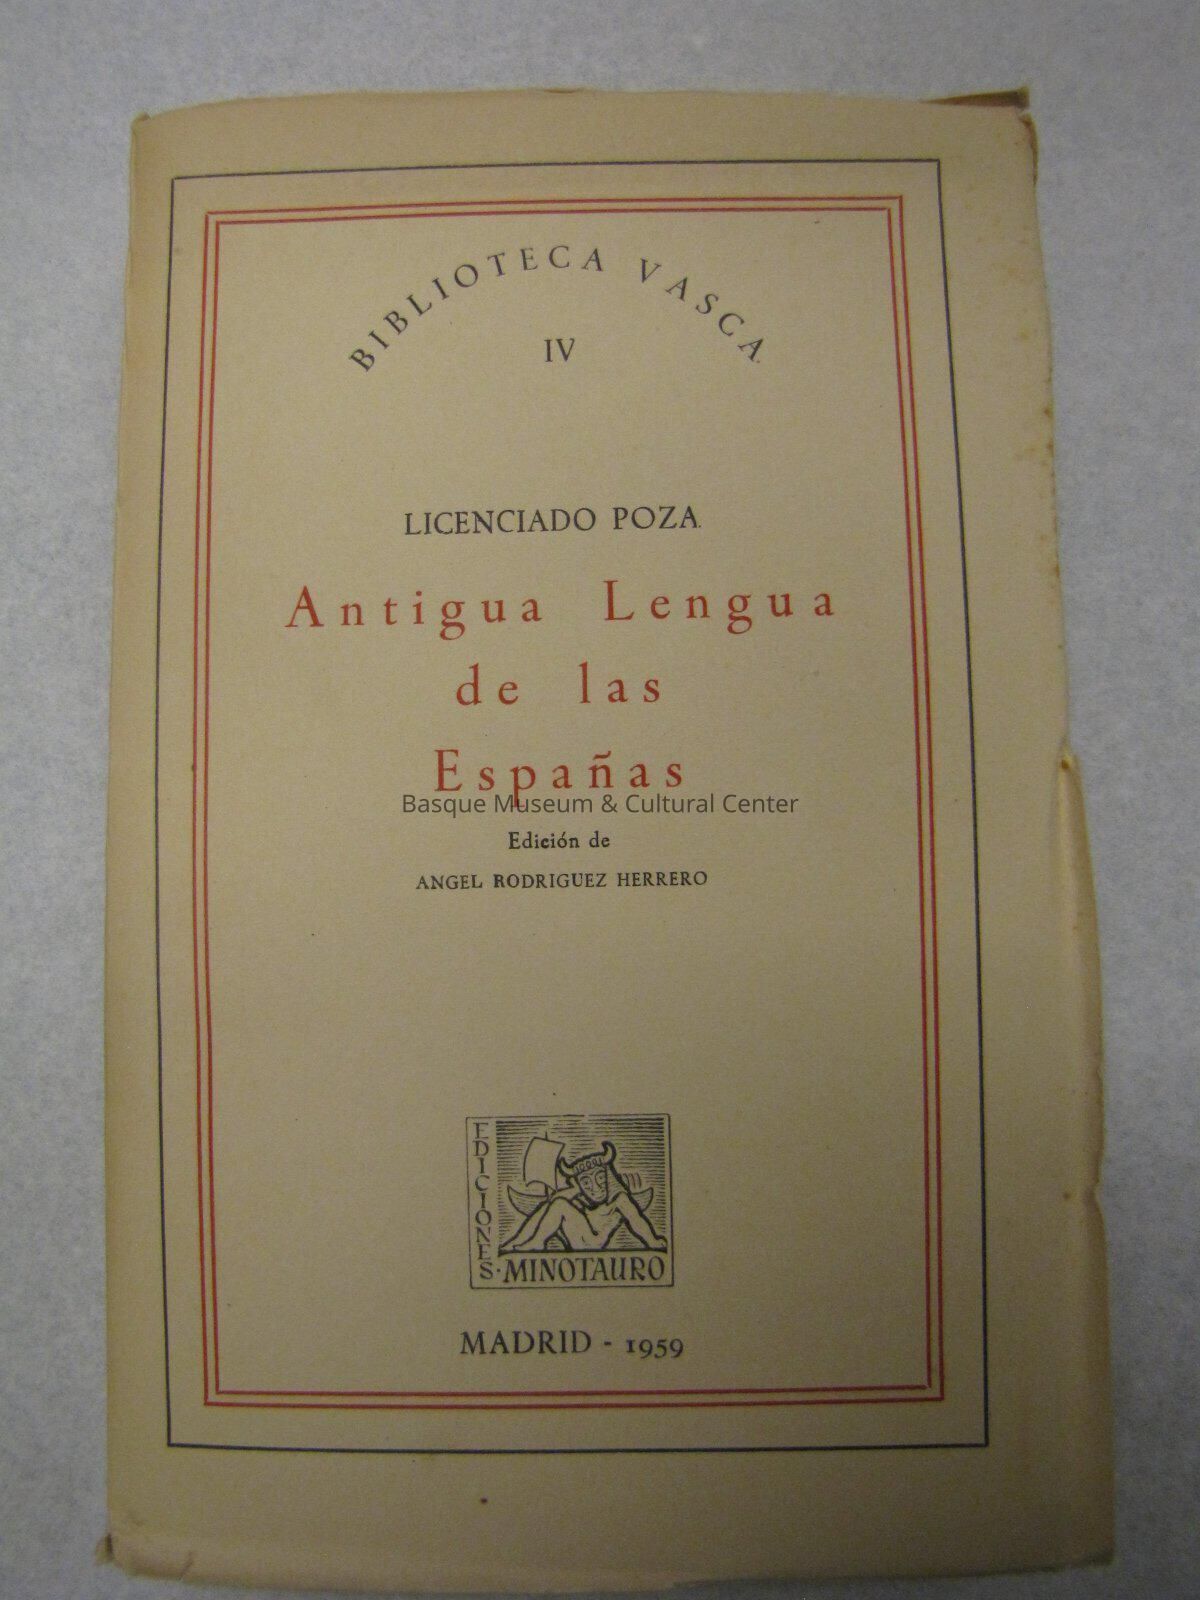 BIBLIOTECA VASCA
IV
LICENCIADO POZA
Antigua Lengua
de las
Españas
Basque Museum & Cultural Center
Edición de
ANGEL RODRIGUEZ HERRERO
EDICIONES · MINOTAURO
MADRID - 1959